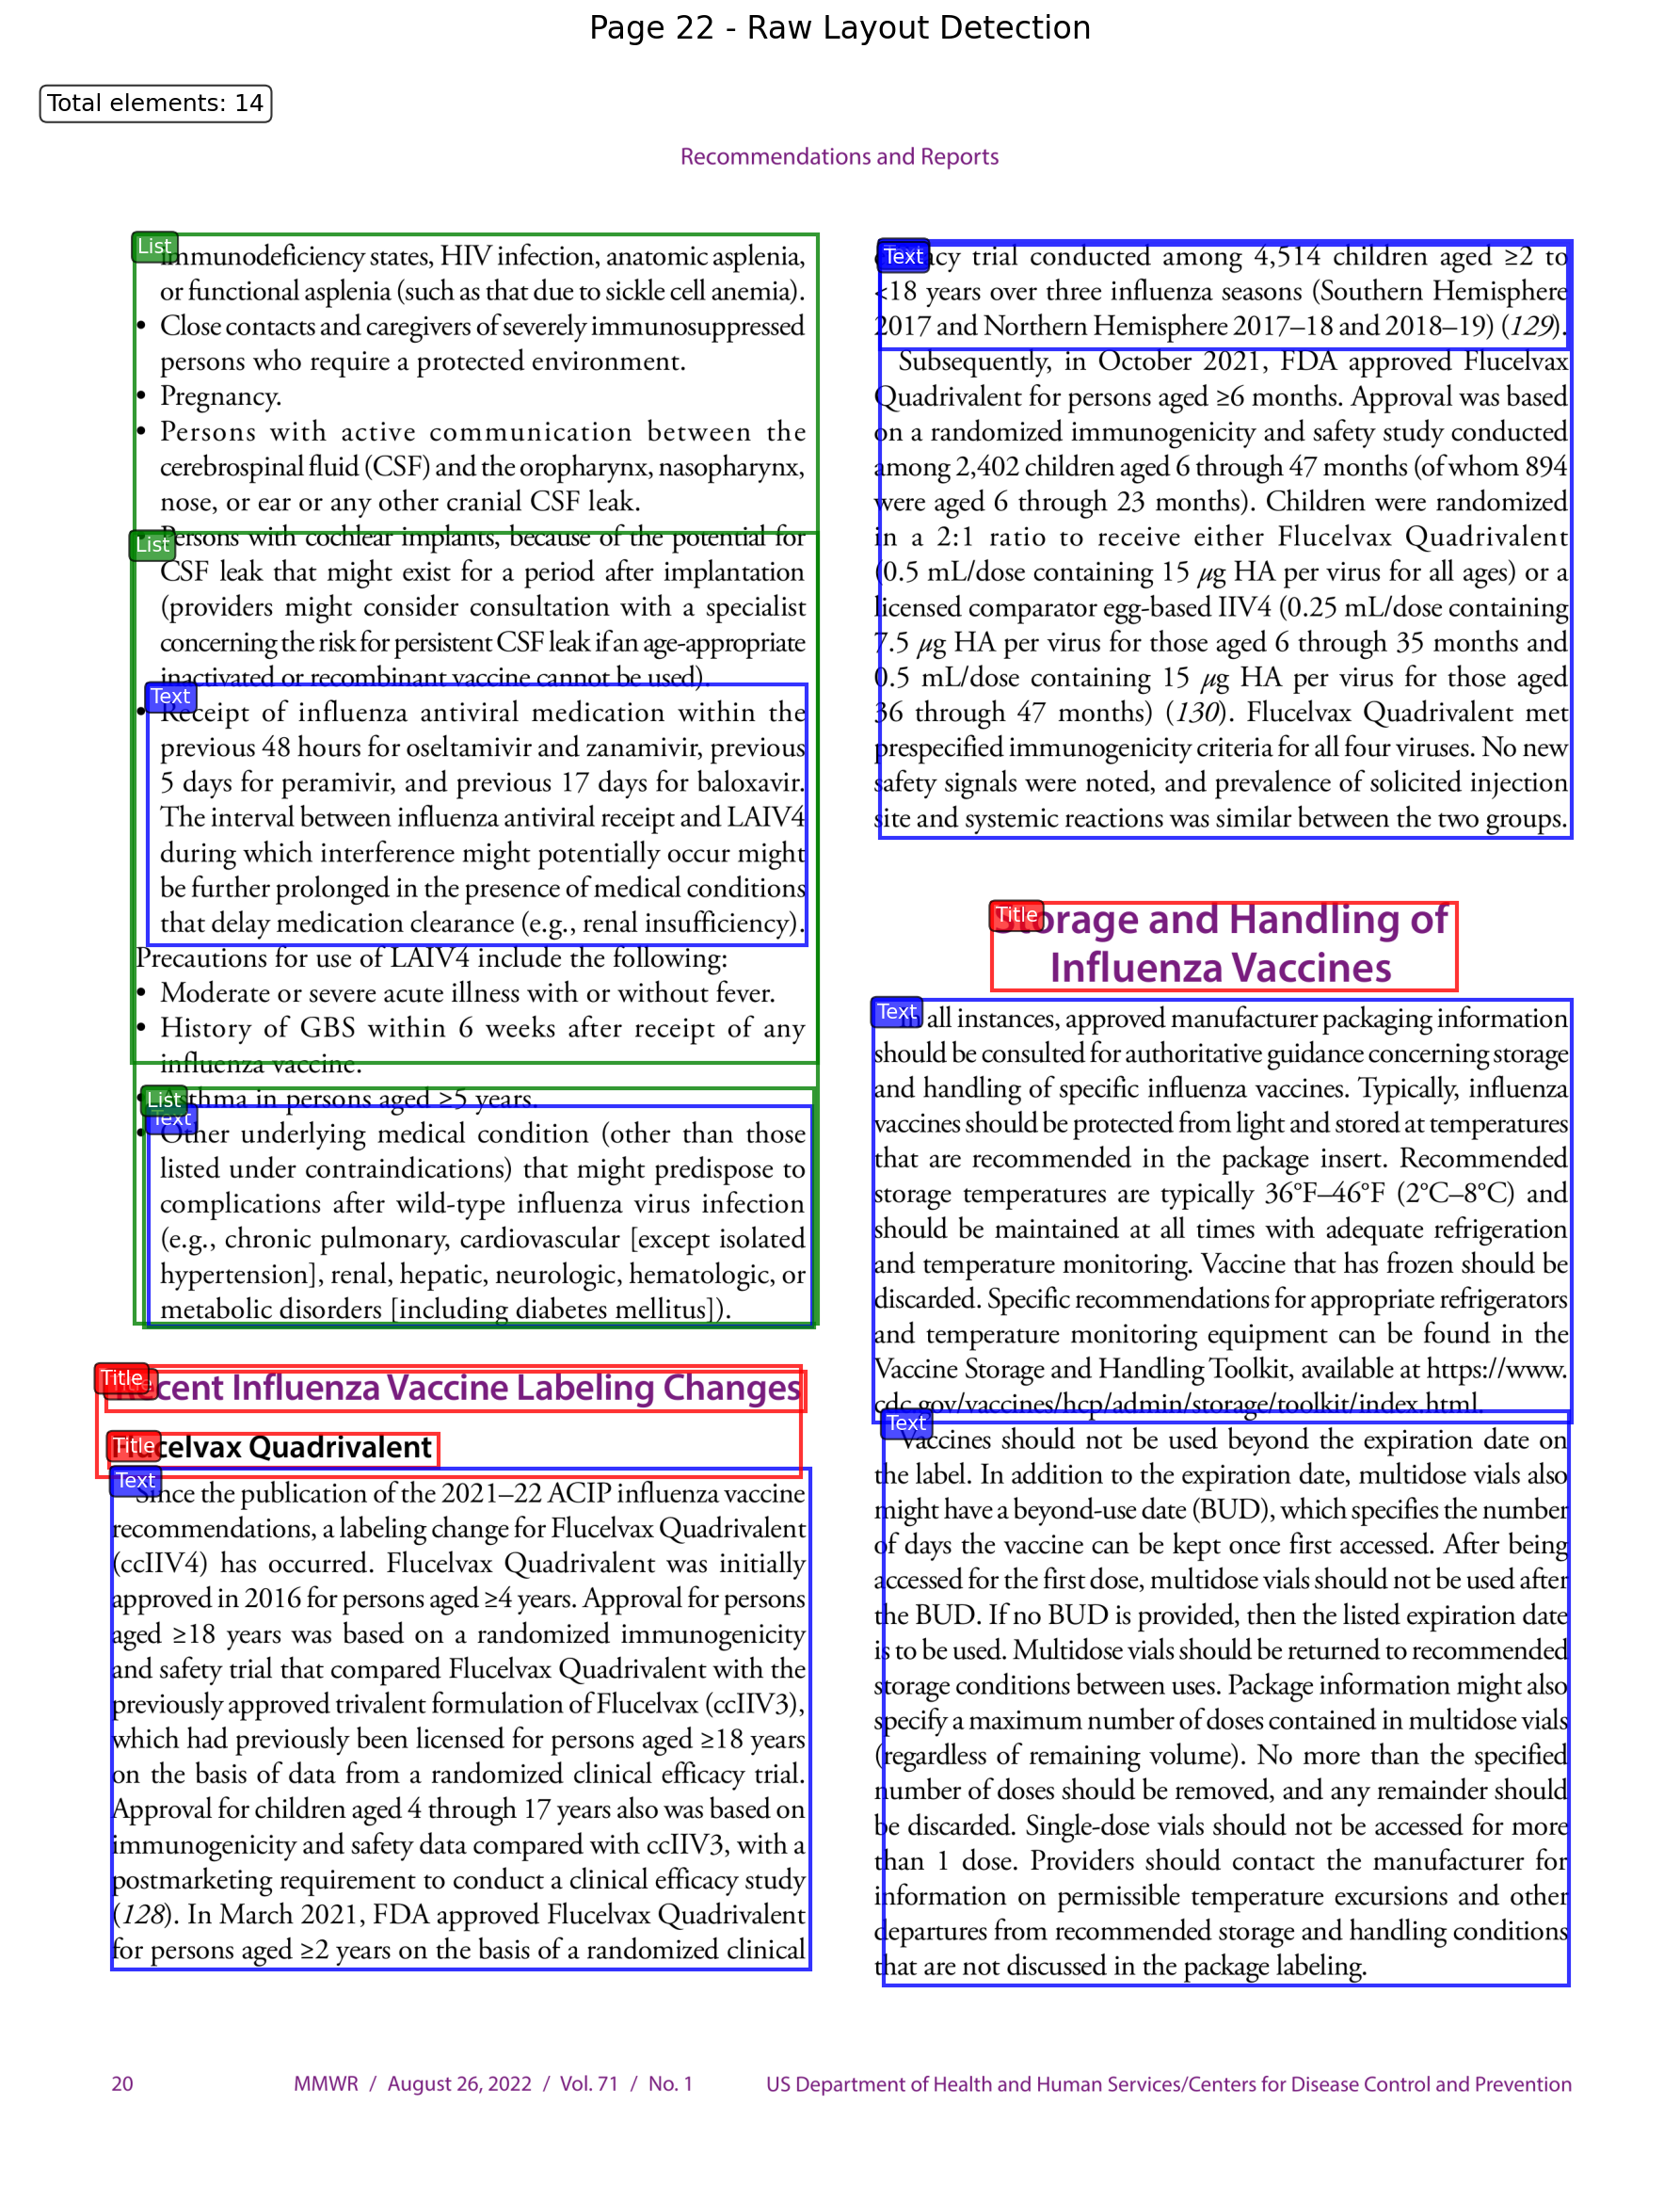 Page 22 - Raw Layout Detection
Total elements: 14
Recommendations and Reports
List
immunodeficiency states, HIV infection, anatomic asplenia,
or functional asplenia (such as that due to sickle cell anemia).
• Close contacts and caregivers of severely immunosuppressed
persons who require a protected environment.
• Pregnancy.
• Persons with active communication between the
cerebrospinal fluid (CSF) and the oropharynx, nasopharynx,
nose, or ear or any other cranial CSF leak.
List
• Persons with cochlear implants, because of the potential for
CSF leak that might exist for a period after implantation
(providers might consider consultation with a specialist
concerning the risk for persistent CSF leak if an age-appropriate
inactivated or recombinant vaccine cannot be used).
Text
• Receipt of influenza antiviral medication within the
previous 48 hours for oseltamivir and zanamivir, previous
5 days for peramivir, and previous 17 days for baloxavir.
The interval between influenza antiviral receipt and LAIV4
during which interference might potentially occur might
be further prolonged in the presence of medical conditions
that delay medication clearance (e.g., renal insufficiency).
Precautions for use of LAIV4 include the following:
• Moderate or severe acute illness with or without fever.
• History of GBS within 6 weeks after receipt of any
influenza vaccine.
List
• Asthma in persons aged ≥5 years.
Text
• Other underlying medical condition (other than those
listed under contraindications) that might predispose to
complications after wild-type influenza virus infection
(e.g., chronic pulmonary, cardiovascular [except isolated
hypertension], renal, hepatic, neurologic, hematologic, or
metabolic disorders [including diabetes mellitus]).
Title
Recent Influenza Vaccine Labeling Changes
Title
Flucelvax Quadrivalent
Text
Since the publication of the 2021–22 ACIP influenza vaccine
recommendations, a labeling change for Flucelvax Quadrivalent
(ccIIV4) has occurred. Flucelvax Quadrivalent was initially
approved in 2016 for persons aged ≥4 years. Approval for persons
aged ≥18 years was based on a randomized immunogenicity
and safety trial that compared Flucelvax Quadrivalent with the
previously approved trivalent formulation of Flucelvax (ccIIV3),
which had previously been licensed for persons aged ≥18 years
on the basis of data from a randomized clinical efficacy trial.
Approval for children aged 4 through 17 years also was based on
immunogenicity and safety data compared with ccIIV3, with a
postmarketing requirement to conduct a clinical efficacy study
(128). In March 2021, FDA approved Flucelvax Quadrivalent
for persons aged ≥2 years on the basis of a randomized clinical
Text
efficacy trial conducted among 4,514 children aged ≥2 to
<18 years over three influenza seasons (Southern Hemisphere
2017 and Northern Hemisphere 2017–18 and 2018–19) (129).
Subsequently, in October 2021, FDA approved Flucelvax
Quadrivalent for persons aged ≥6 months. Approval was based
on a randomized immunogenicity and safety study conducted
among 2,402 children aged 6 through 47 months (of whom 894
were aged 6 through 23 months). Children were randomized
in a 2:1 ratio to receive either Flucelvax Quadrivalent
(0.5 mL/dose containing 15 μg HA per virus for all ages) or a
licensed comparator egg-based IIV4 (0.25 mL/dose containing
7.5 μg HA per virus for those aged 6 through 35 months and
0.5 mL/dose containing 15 μg HA per virus for those aged
36 through 47 months) (130). Flucelvax Quadrivalent met
prespecified immunogenicity criteria for all four viruses. No new
safety signals were noted, and prevalence of solicited injection
site and systemic reactions was similar between the two groups.
Title
Storage and Handling of
Influenza Vaccines
Text
In all instances, approved manufacturer packaging information
should be consulted for authoritative guidance concerning storage
and handling of specific influenza vaccines. Typically, influenza
vaccines should be protected from light and stored at temperatures
that are recommended in the package insert. Recommended
storage temperatures are typically 36°F–46°F (2°C–8°C) and
should be maintained at all times with adequate refrigeration
and temperature monitoring. Vaccine that has frozen should be
discarded. Specific recommendations for appropriate refrigerators
and temperature monitoring equipment can be found in the
Vaccine Storage and Handling Toolkit, available at https://www.
cdc.gov/vaccines/hcp/admin/storage/toolkit/index.html.
Text
Vaccines should not be used beyond the expiration date on
the label. In addition to the expiration date, multidose vials also
might have a beyond-use date (BUD), which specifies the number
of days the vaccine can be kept once first accessed. After being
accessed for the first dose, multidose vials should not be used after
the BUD. If no BUD is provided, then the listed expiration date
is to be used. Multidose vials should be returned to recommended
storage conditions between uses. Package information might also
specify a maximum number of doses contained in multidose vials
(regardless of remaining volume). No more than the specified
number of doses should be removed, and any remainder should
be discarded. Single-dose vials should not be accessed for more
than 1 dose. Providers should contact the manufacturer for
information on permissible temperature excursions and other
departures from recommended storage and handling conditions
that are not discussed in the package labeling.
20 MMWR / August 26, 2022 / Vol. 71 / No. 1 US Department of Health and Human Services/Centers for Disease Control and Prevention